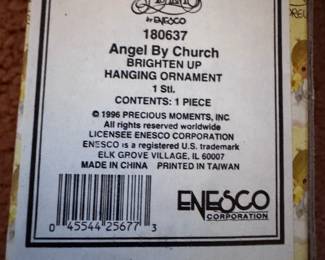 by ENESCO
180637
Angel By Church
BRIGHTEN UP
HANGING ORNAMENT
1 Stl.
CONTENTS: 1 PIECE
© 1996 PRECIOUS MOMENTS, INC
All rights reserved worldwide
LICENSEE ENESCO CORPORATION
ENESCO is a registered U.S. trademark
ELK GROVE VILLAGE, IL 60007
MADE IN CHINA PRINTED IN TAIWAN
0 45544 25677 3
ENESCO
CORPORATION